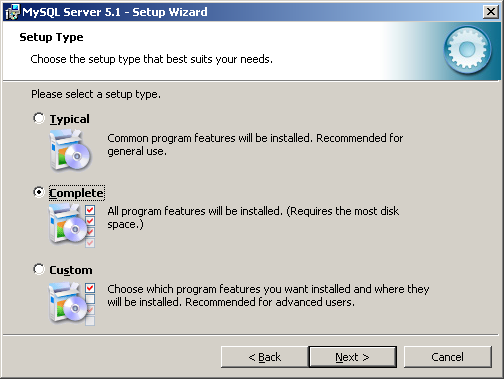 MySQL Server 5.1 - Setup Wizard
Setup Type
Choose the setup type that best suits your needs.
Please select a setup type.
Typical
Common program features will be installed. Recommended for
general use.
Complete
All program features will be installed. (Requires the most disk
space.)
Custom
Choose which program features you want installed and where they
will be installed. Recommended for advanced users.
< Back
Next >
Cancel